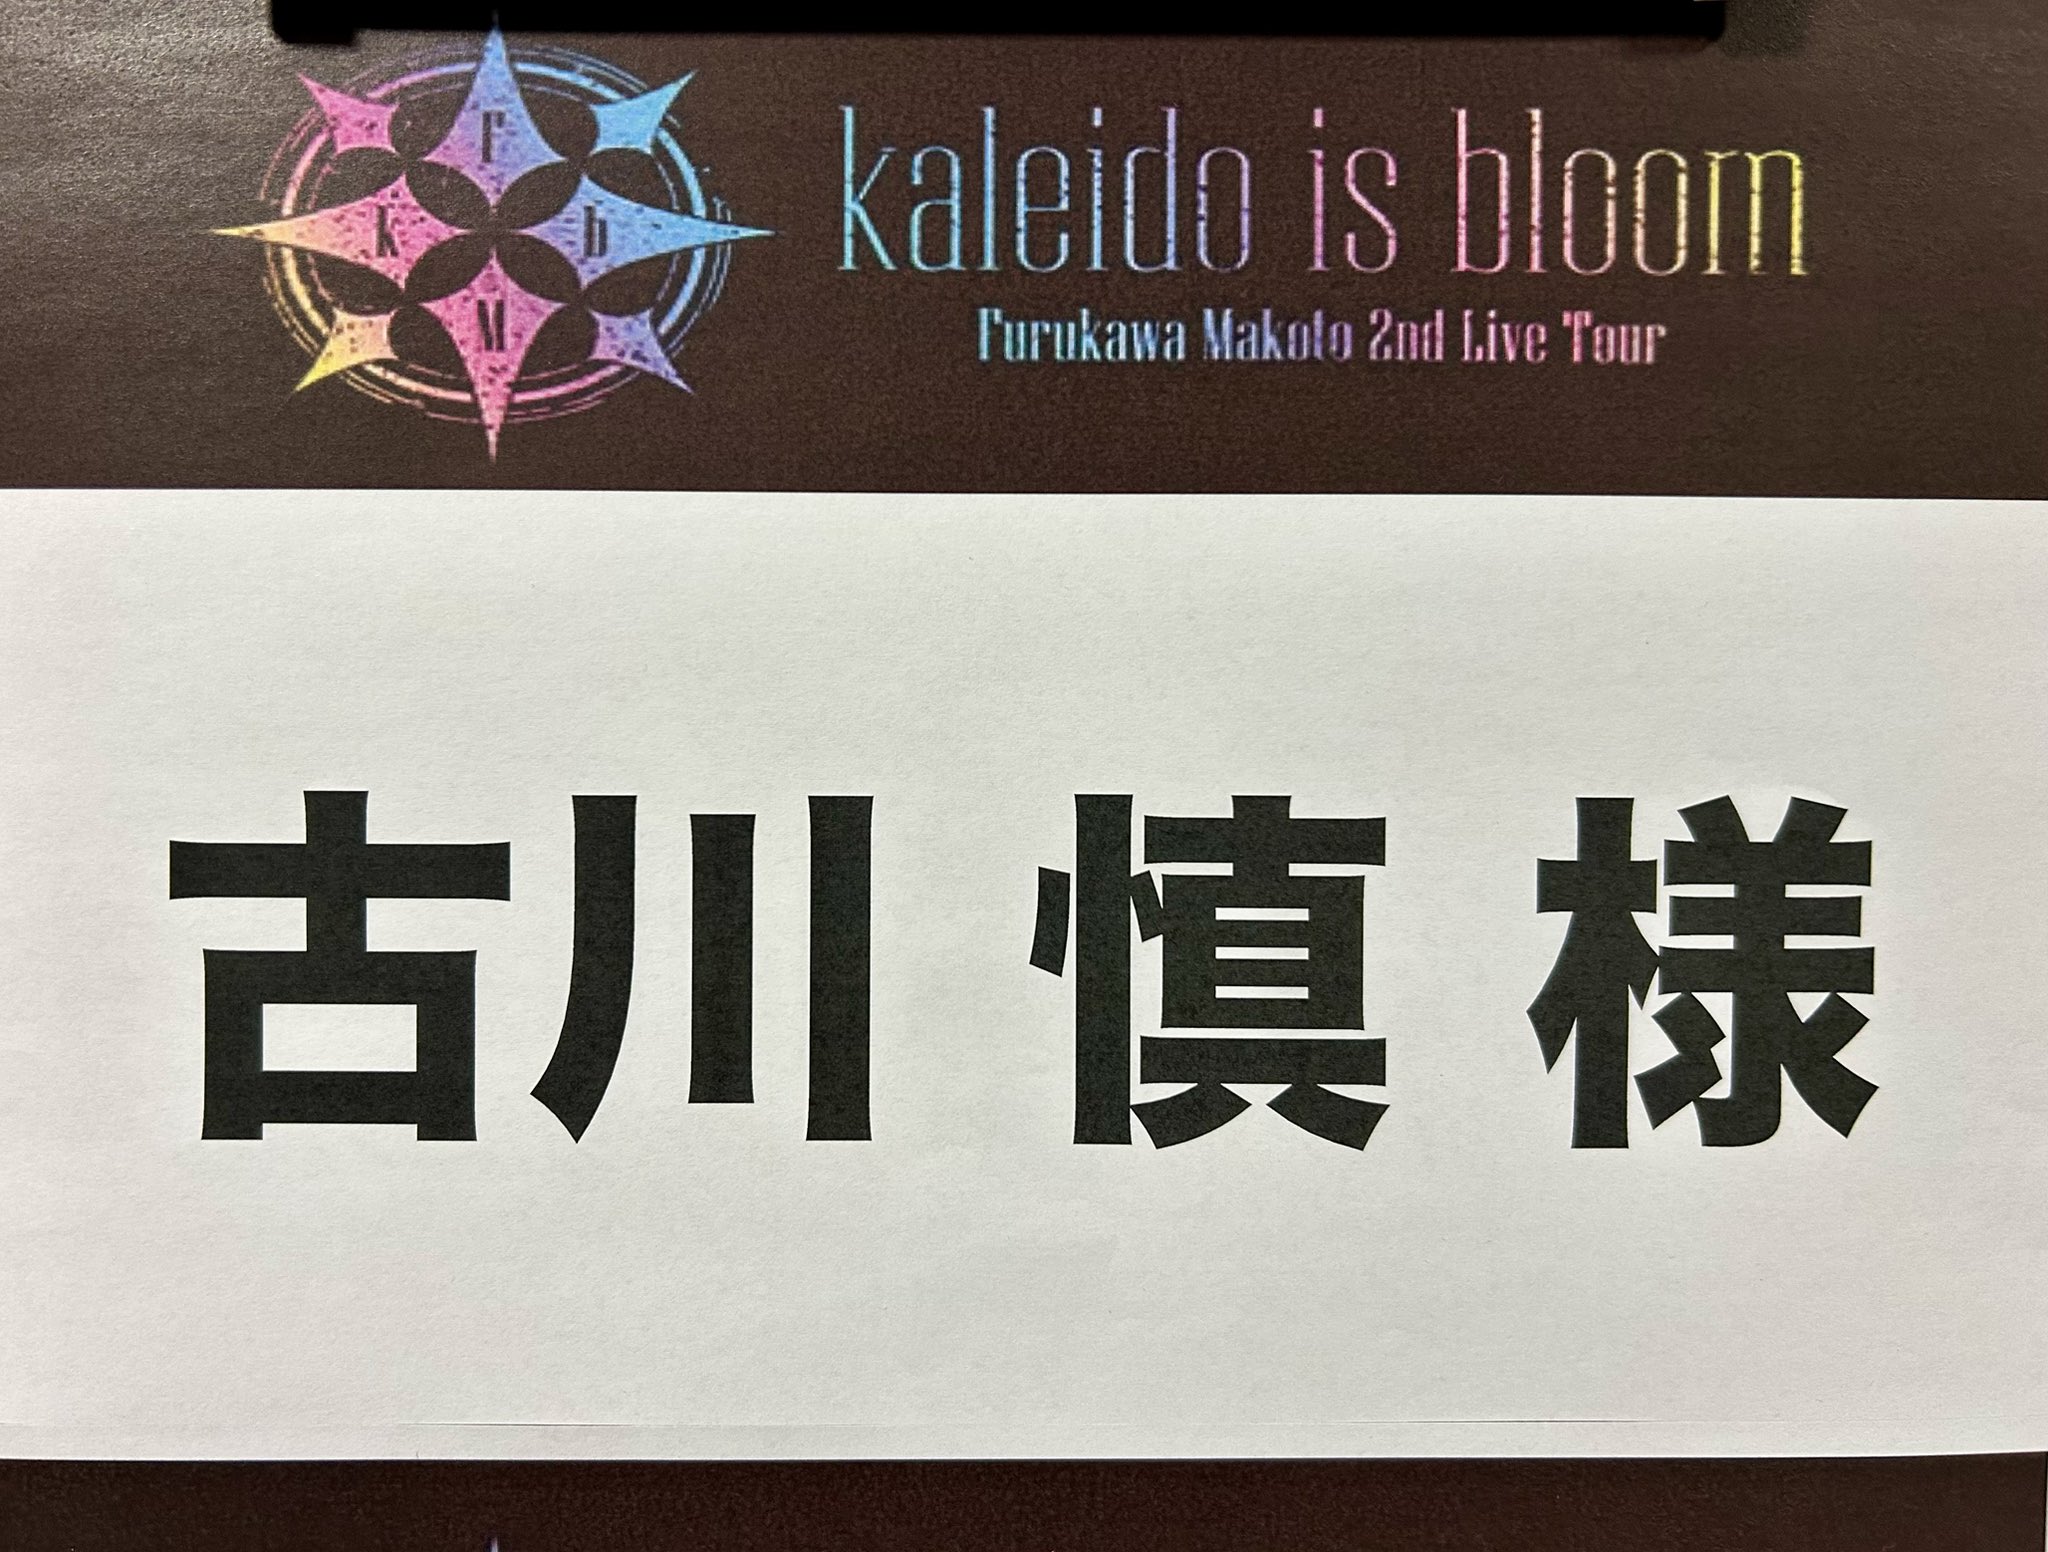 F
k
b
M
kaleido is bloom
Furukawa Makoto 2nd Live Tour
古川 慎 様